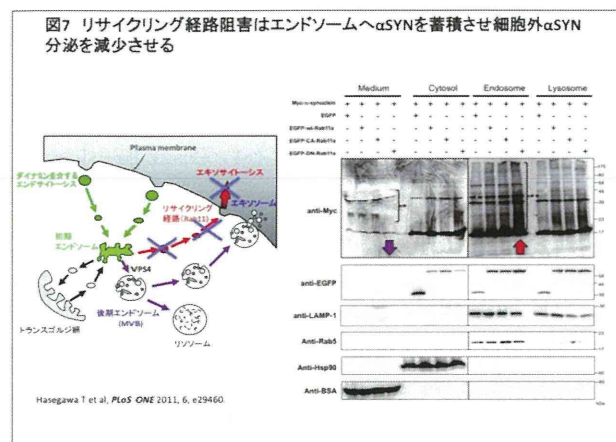 図7 リサイクリング経路阻害はエンドソームへαSYNを蓄積させ細胞外αSYN
分泌を減少させる
Plasma membrane
ダイナミンを介する
エンドサイトーシス
エキソサイトーシス
エキソソーム
リサイクリング
経路(Rab11)
初期
エンドソーム
VPS4
後期エンドソーム
(MVB)
トランスゴルジ網
リソソーム
Hasegawa T et al, PLoS ONE 2011, 6, e29460.
Medium Cytosol Endosome Lysosome
Myc-α-synuclein + + + + + + + + + + + + + + + +
EGFP + + + +
EGFP-wt-Rab11a + + + +
EGFP-CA-Rab11a + + + +
EGFP-DN-Rab11a + + + +
anti-Myc
anti-EGFP
anti-LAMP-1
anti-Rab5
Anti-Hsp90
Anti-BSA